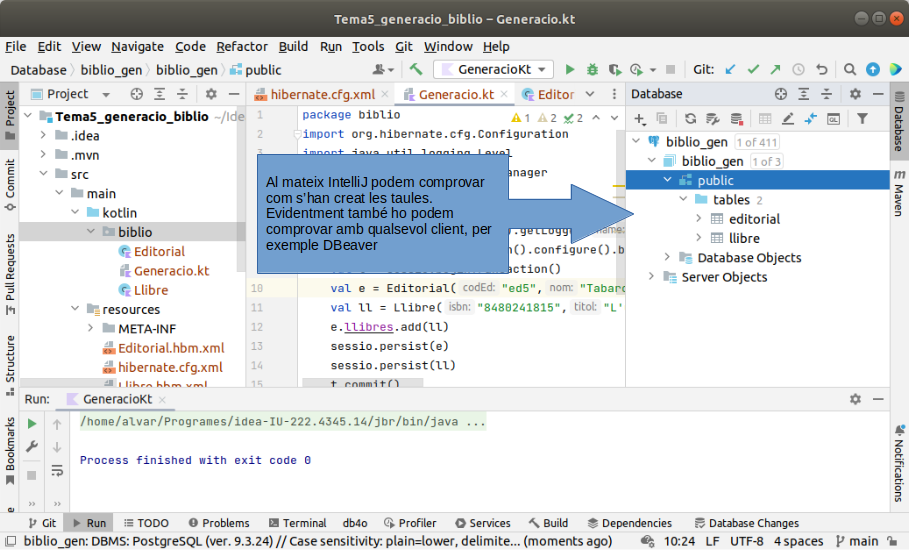 Tema5_generacio_biblio – Generacio.kt
File Edit View Navigate Code Refactor Build Run Tools Git Window Help
Database biblio_gen biblio_gen public GeneracioKt Git:
Project
hibernate.cfg.xml Generacio.kt Editor
Database
Project
Commit
Pull Requests
Structure
Bookmarks
Tema5_generacio_biblio ~/Ide
.idea
.mvn
src
main
kotlin
biblio
Editorial
Generacio.kt
Llibre
resources
META-INF
Editorial.hbm.xml
hibernate.cfg.xml
Llibre.hbm.xml
1 package biblio
1 2 2
2 import org.hibernate.cfg.Configuration
3 import java.util.logging.Level
Al mateix IntelliJ podem comprovar
com s'han creat les taules.
Evidentment també ho podem
comprovar amb qualsevol client, per
exemple DBeaver
10 val e = Editorial( codEd: "ed5", nom: "Tabarc
11 val ll = Llibre( isbn: "8480241815", titol: "L'
12 e.llibres.add(ll)
13 sessio.persist(e)
14 sessio.persist(ll)
15 t.commit()
biblio_gen 1 of 411
biblio_gen 1 of 3
public
tables 2
editorial
llibre
Database Objects
Server Objects
Database
Maven
Notifications
Run: GeneracioKt
/home/alvar/Programes/idea-IU-222.4345.14/jbr/bin/java ...
Process finished with exit code 0
Git Run TODO Problems Terminal db4o Profiler Services Build Dependencies Database Changes
biblio_gen: DBMS: PostgreSQL (ver. 9.3.24) // Case sensitivity: plain=lower, delimite... (moments ago) 10:24 LF UTF-8 4 spaces main